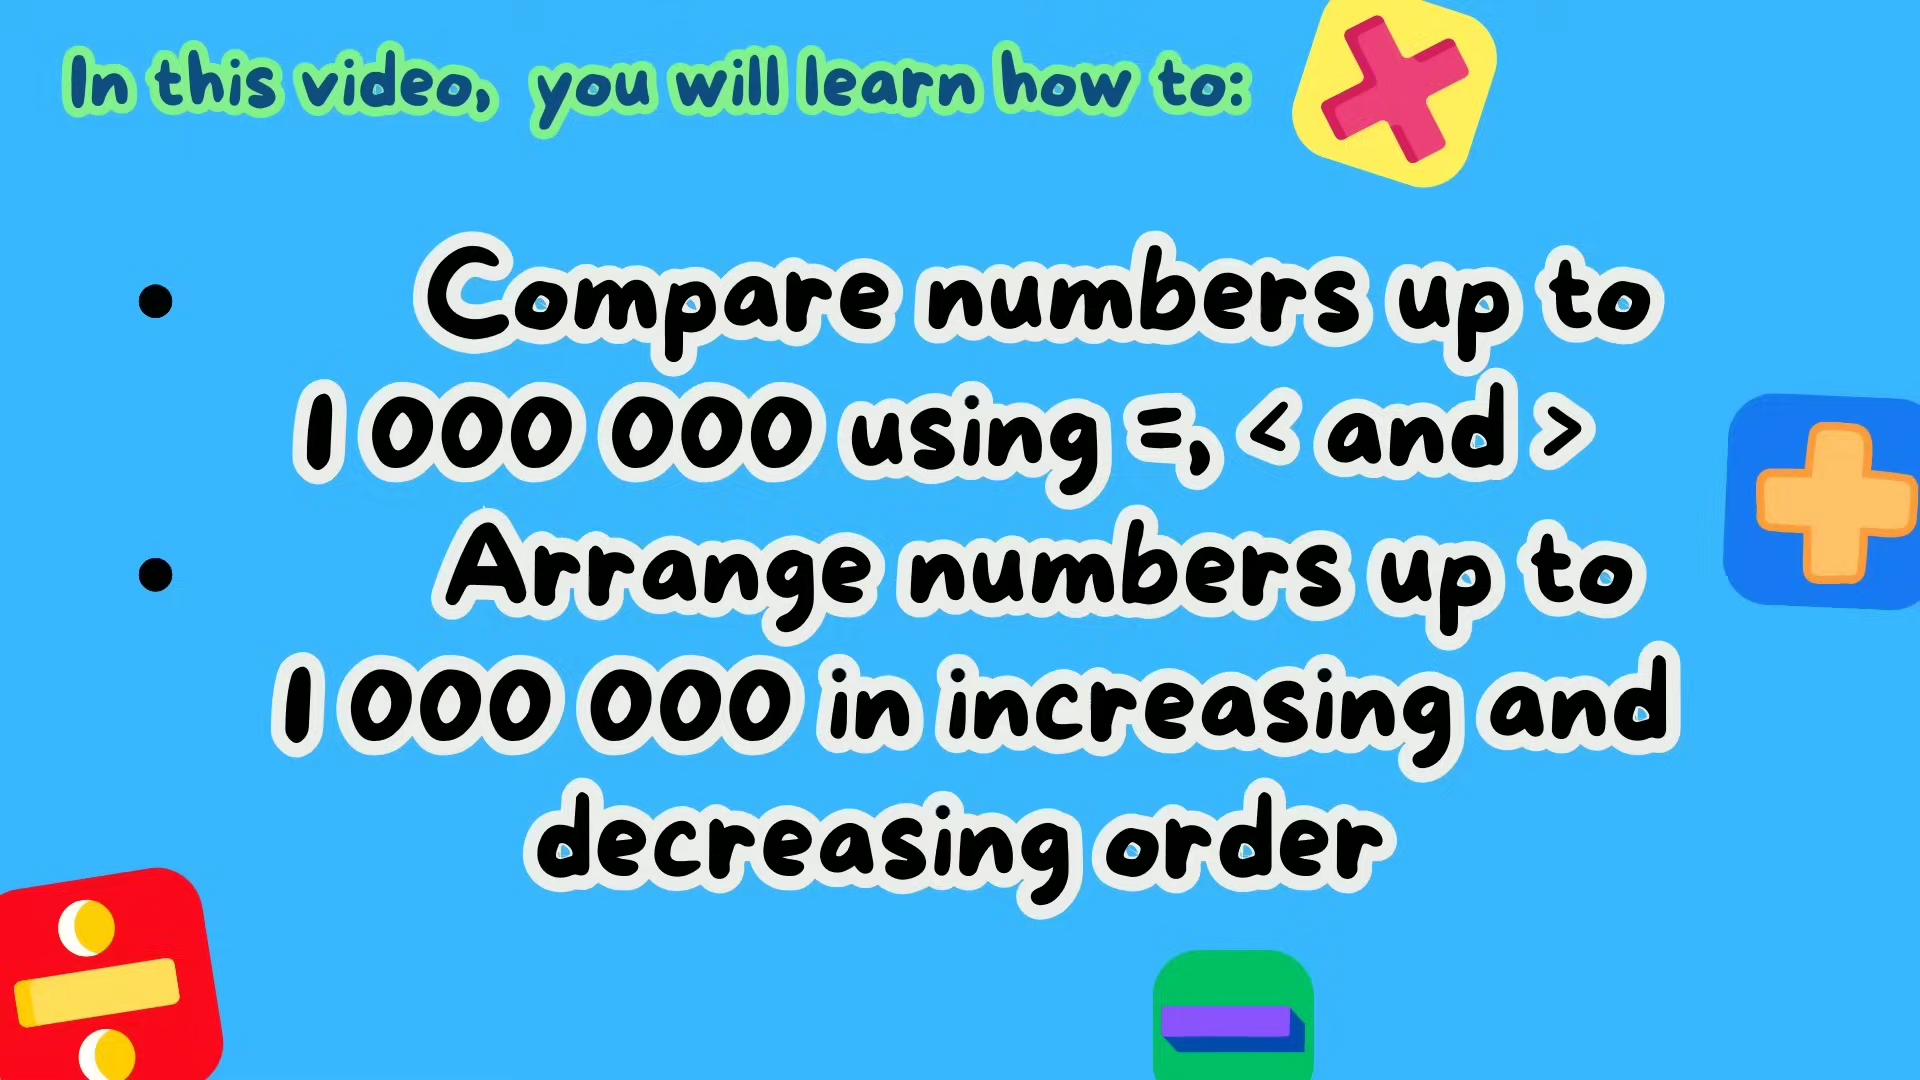 In this video, you will learn how to:
• Compare numbers up to
1 000 000 using =, < and >
• Arrange numbers up to
1 000 000 in increasing and
decreasing order